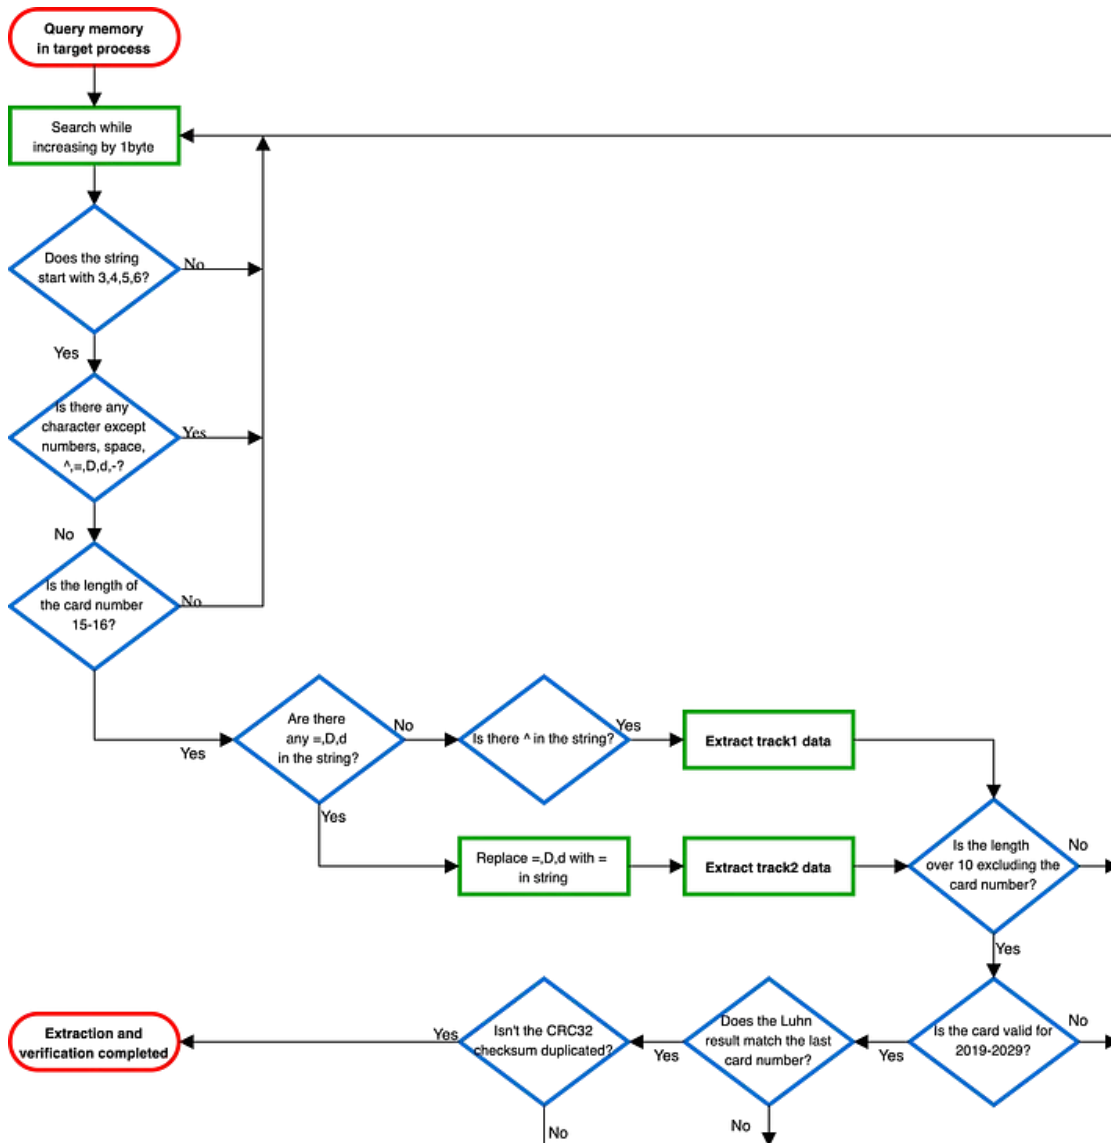 Query memory
in target process
Search while
increasing by 1byte
Does the string
start with 3,4,5,6?
No
Yes
Is there any
character except
numbers, space,
^,=,D,d,-?
Yes
No
Is the length of
the card number
15-16?
No
Yes
Are there
any =,D,d
in the string?
No
Yes
Is there ^ in the string?
Yes
Extract track1 data
Replace =,D,d with =
in string
Extract track2 data
Is the length
over 10 excluding the
card number?
No
Yes
Is the card valid for
2019-2029?
No
Yes
Does the Luhn
result match the last
card number?
Yes
No
Isn't the CRC32
checksum duplicated?
Yes
No
Extraction and
verification completed